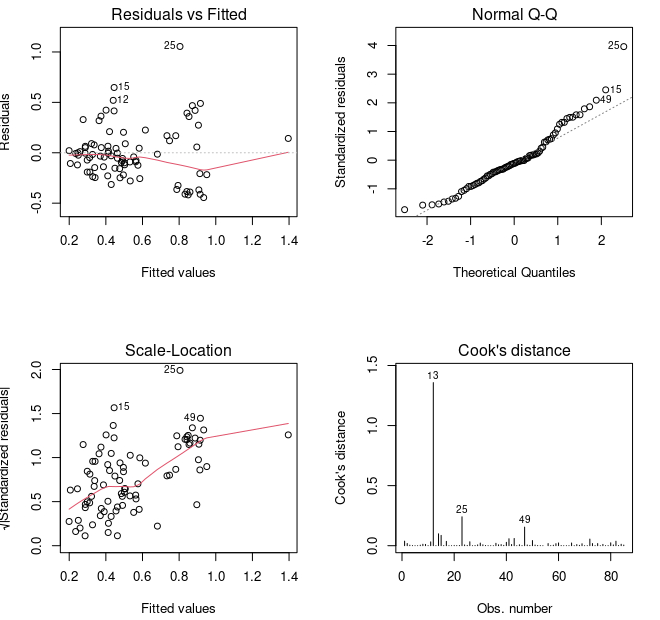 Residuals vs Fitted
Residuals
-0.5 0.0 0.5 1.0
25
15
12
0.2 0.4 0.6 0.8 1.0 1.2 1.4
Fitted values
Normal Q-Q
Standardized residuals
-1 0 1 2 3 4
25
15
49
-2 -1 0 1 2
Theoretical Quantiles
Scale-Location
√|Standardized residuals|
0.0 0.5 1.0 1.5 2.0
25
15
49
0.2 0.4 0.6 0.8 1.0 1.2 1.4
Fitted values
Cook's distance
Cook's distance
0.0 0.5 1.0 1.5
13
25
49
0 20 40 60 80
Obs. number